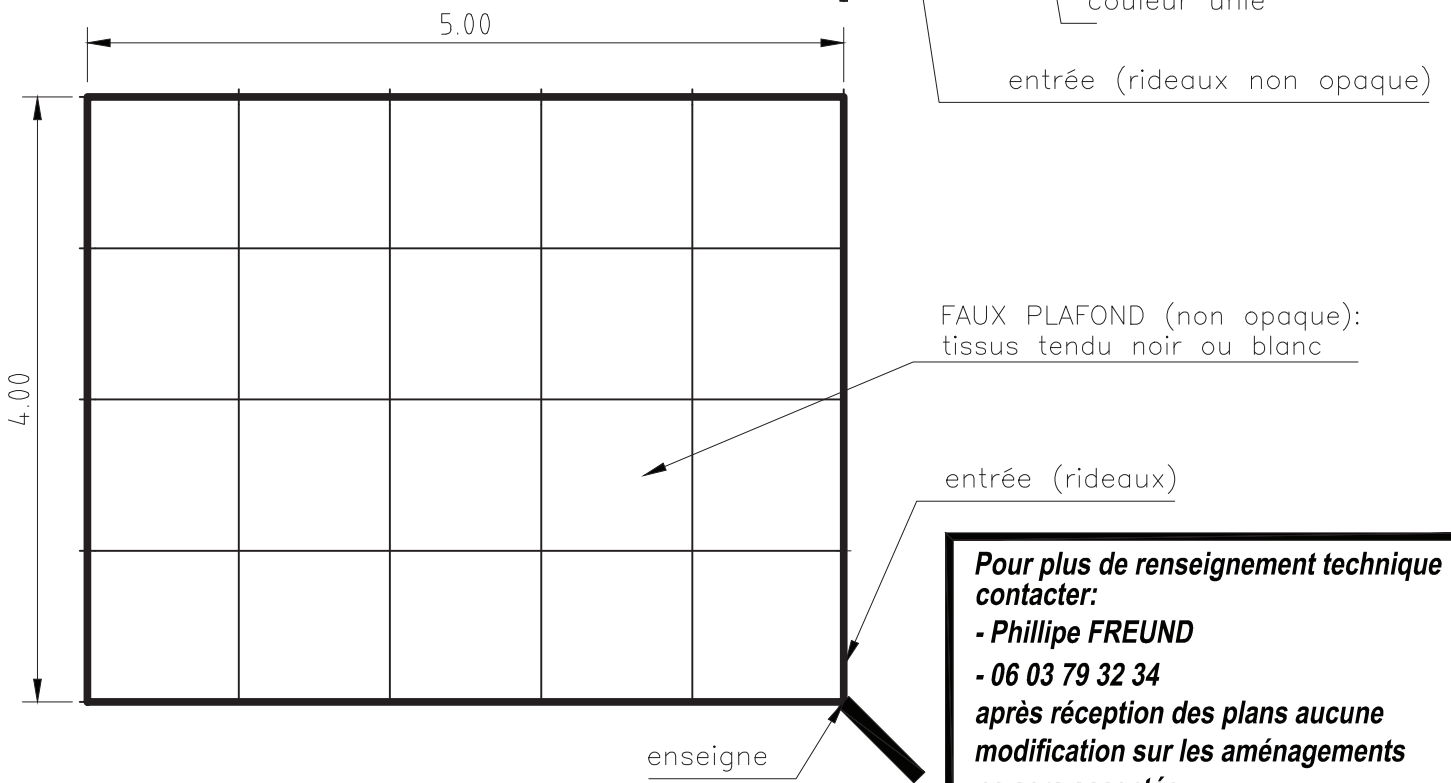 couleur unie
5.00
entrée (rideaux non opaque)
FAUX PLAFOND (non opaque):
tissus tendu noir ou blanc
4.00
entrée (rideaux)
Pour plus de renseignement technique
contacter:
- Phillipe FREUND
- 06 03 79 32 34
après réception des plans aucune
modification sur les aménagements
enseigne